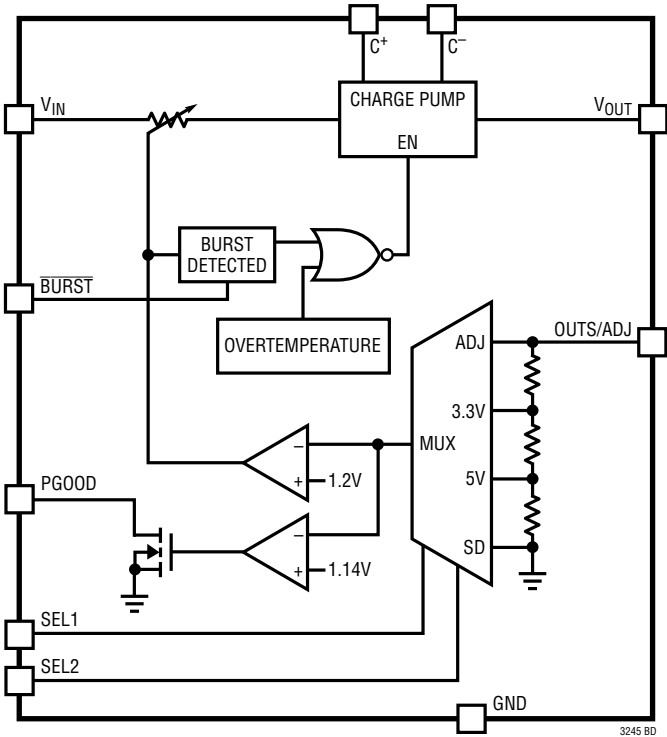 C+
C–
VIN
CHARGE PUMP
VOUT
EN
BURST
DETECTED
BURST
OVERTEMPERATURE
OUTS/ADJ
ADJ
3.3V
MUX
–
+
1.2V
5V
PGOOD
–
+
1.14V
SD
SEL1
SEL2
GND
3245 BD